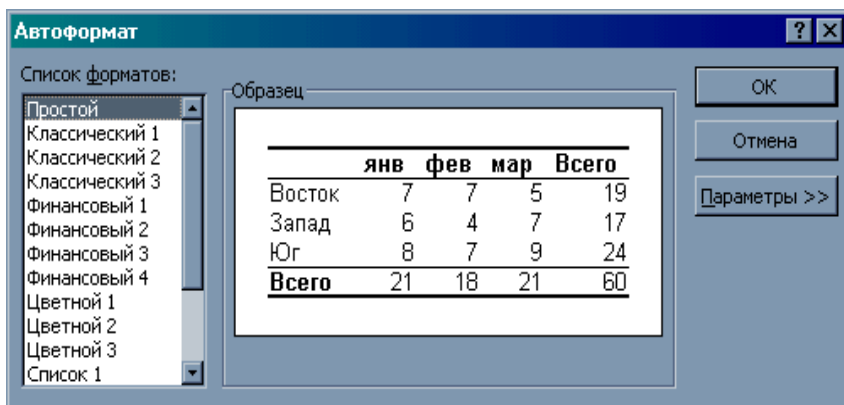 Автоформат
Список форматов:
Простой
Классический 1
Классический 2
Классический 3
Финансовый 1
Финансовый 2
Финансовый 3
Финансовый 4
Цветной 1
Цветной 2
Цветной 3
Список 1
Образец
янв фев мар Всего
Восток 7 7 5 19
Запад 6 4 7 17
Юг 8 7 9 24
Всего 21 18 21 60
ОК
Отмена
Параметры >>